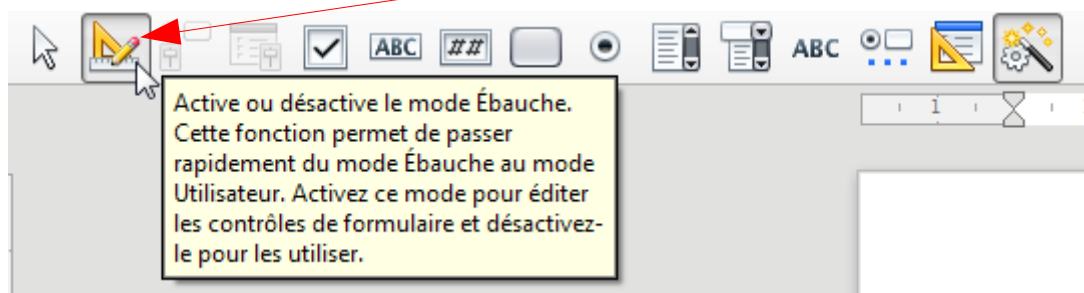 ABC ## ABC
1
Active ou désactive le mode Ébauche.
Cette fonction permet de passer
rapidement du mode Ébauche au mode
Utilisateur. Activez ce mode pour éditer
les contrôles de formulaire et désactivez-
le pour les utiliser.